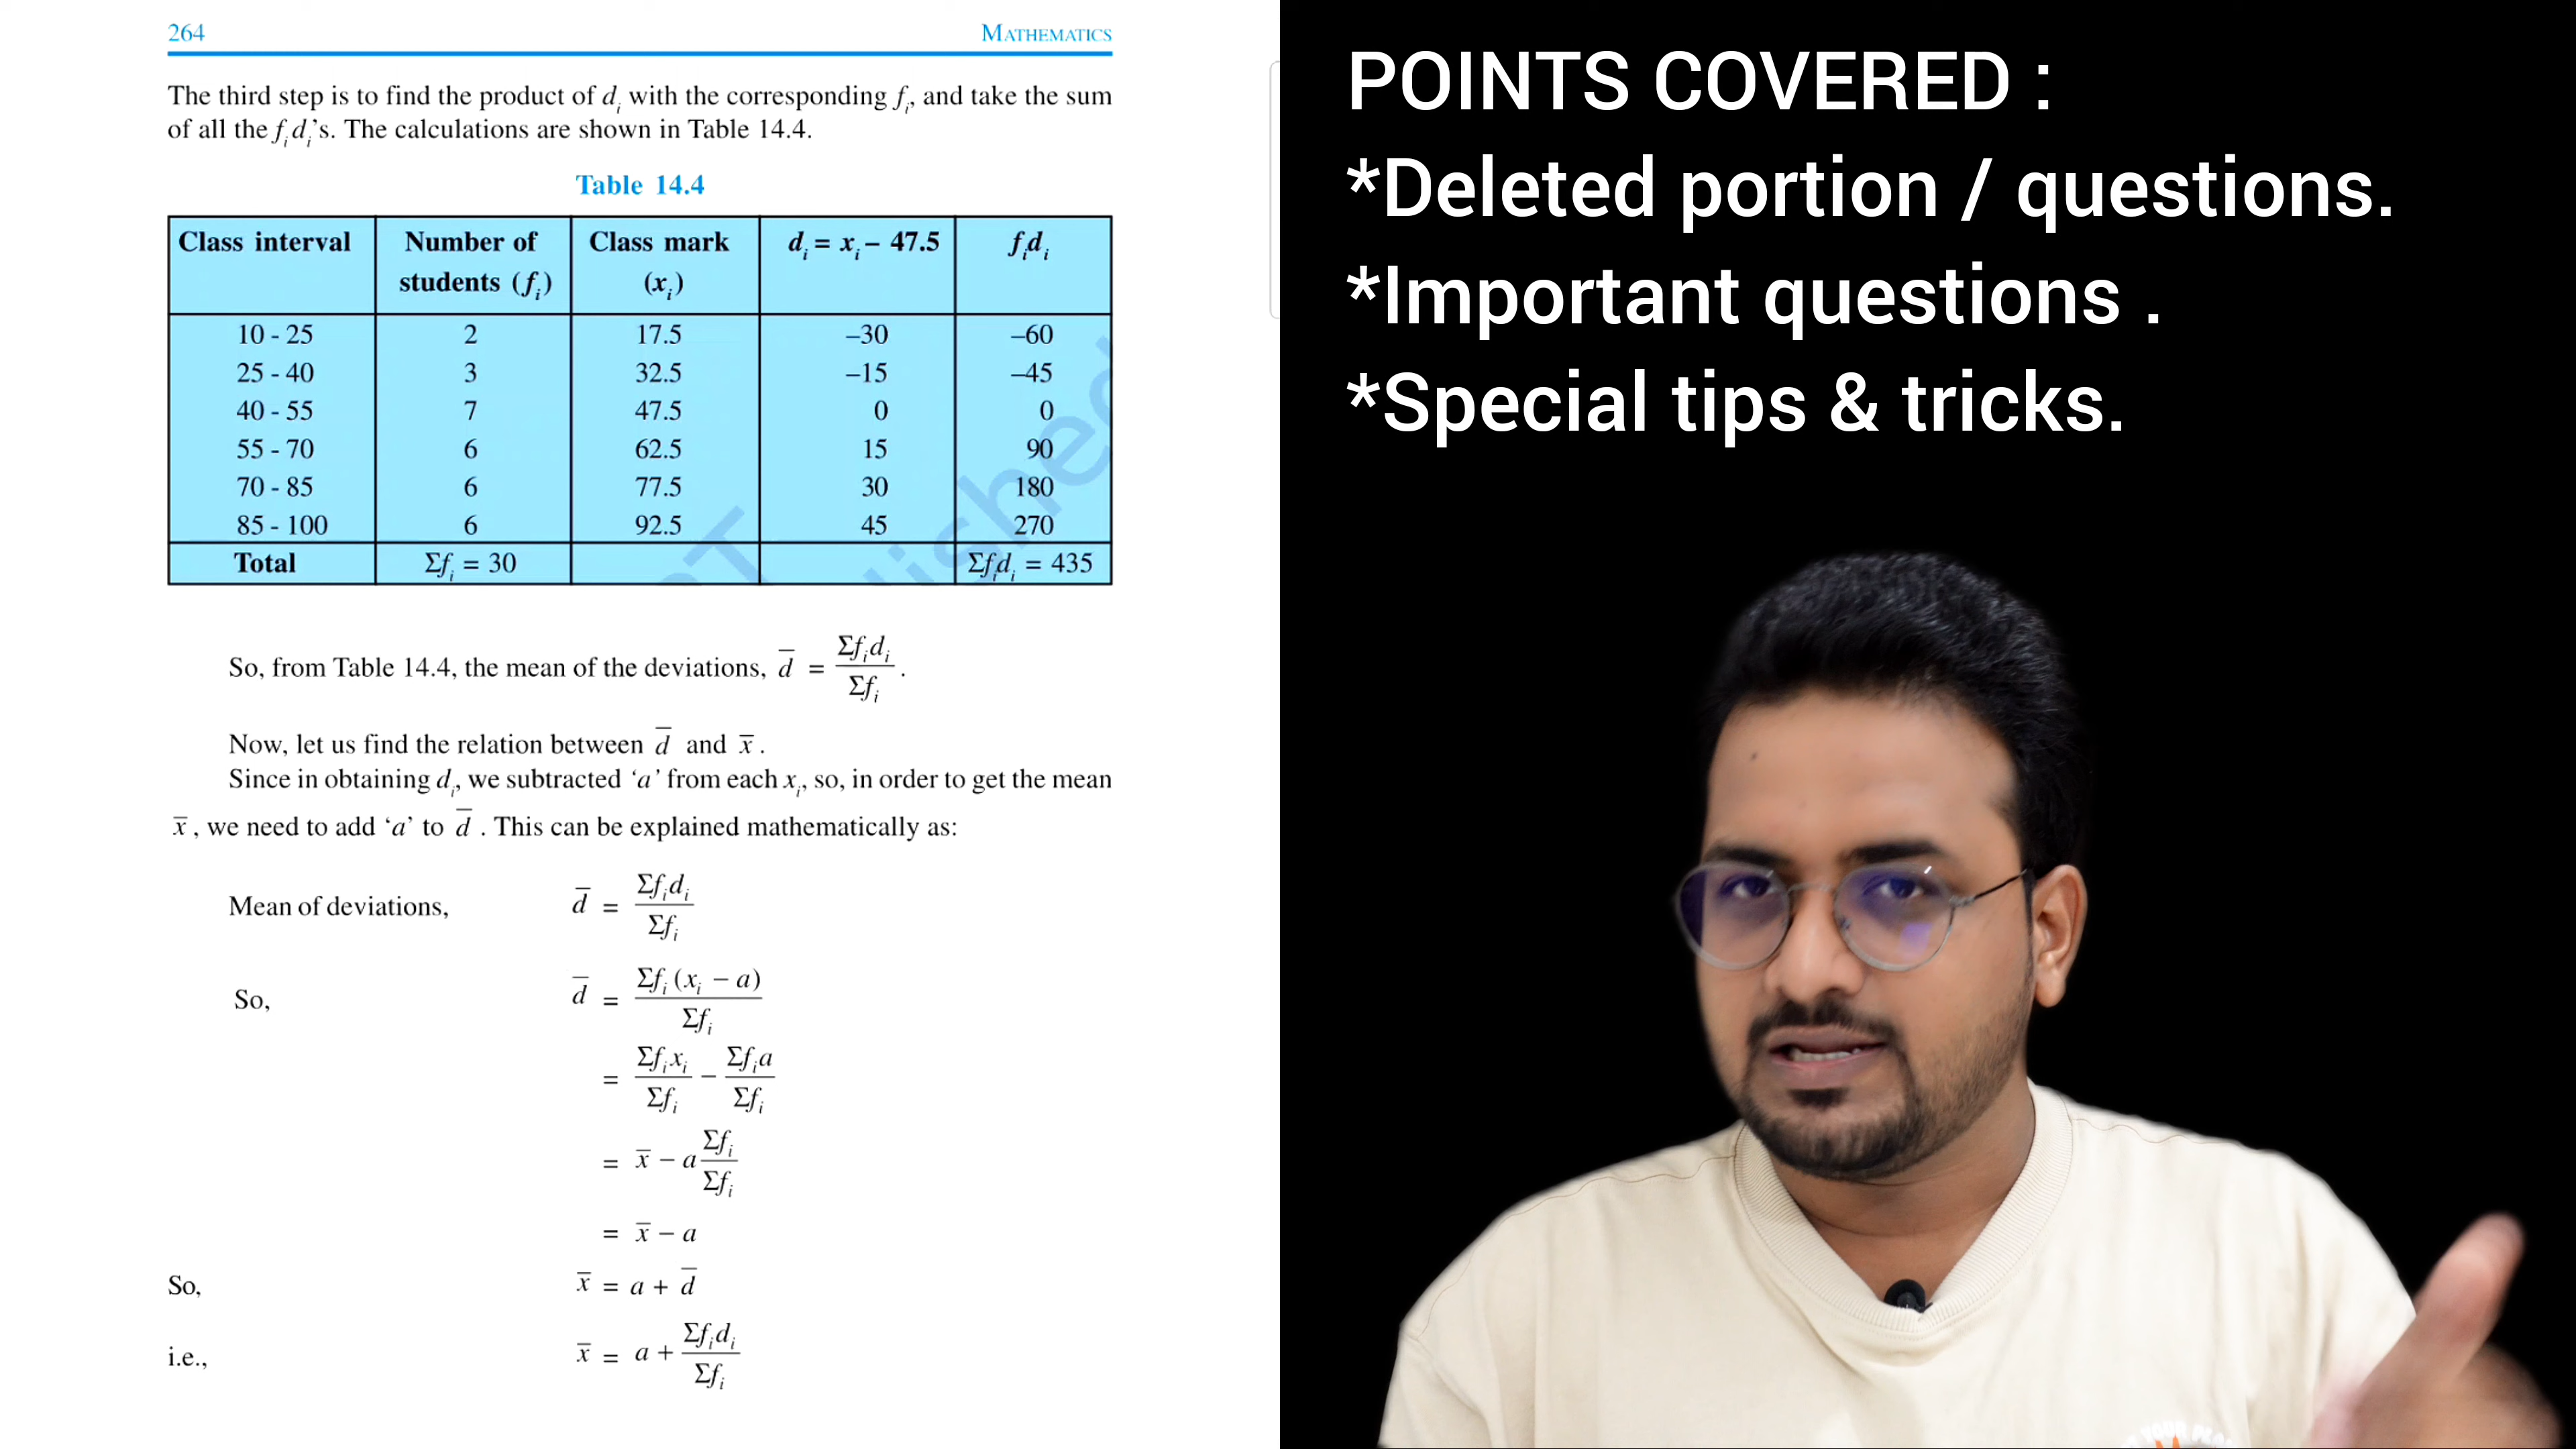 264 MATHEMATICS
The third step is to find the product of dᵢ with the corresponding fᵢ, and take the sum
of all the fᵢdᵢ's. The calculations are shown in Table 14.4.
Table 14.4
Class interval | Number of students (fᵢ) | Class mark (xᵢ) | dᵢ = xᵢ – 47.5 | fᵢdᵢ
10 - 25 | 2 | 17.5 | –30 | –60
25 - 40 | 3 | 32.5 | –15 | –45
40 - 55 | 7 | 47.5 | 0 | 0
55 - 70 | 6 | 62.5 | 15 | 90
70 - 85 | 6 | 77.5 | 30 | 180
85 - 100 | 6 | 92.5 | 45 | 270
Total | Σfᵢ = 30 | | | Σfᵢdᵢ = 435
So, from Table 14.4, the mean of the deviations, d̄ = Σfᵢdᵢ / Σfᵢ.
Now, let us find the relation between d̄ and x̄.
Since in obtaining dᵢ, we subtracted ‘a’ from each xᵢ, so, in order to get the mean
x̄, we need to add ‘a’ to d̄. This can be explained mathematically as:
Mean of deviations, d̄ = Σfᵢdᵢ / Σfᵢ
So, d̄ = Σfᵢ(xᵢ − a) / Σfᵢ
= Σfᵢxᵢ / Σfᵢ − Σfᵢa / Σfᵢ
= x̄ − a Σfᵢ / Σfᵢ
= x̄ − a
So, x̄ = a + d̄
i.e., x̄ = a + Σfᵢdᵢ / Σfᵢ
POINTS COVERED :
*Deleted portion / questions.
*Important questions .
*Special tips & tricks.